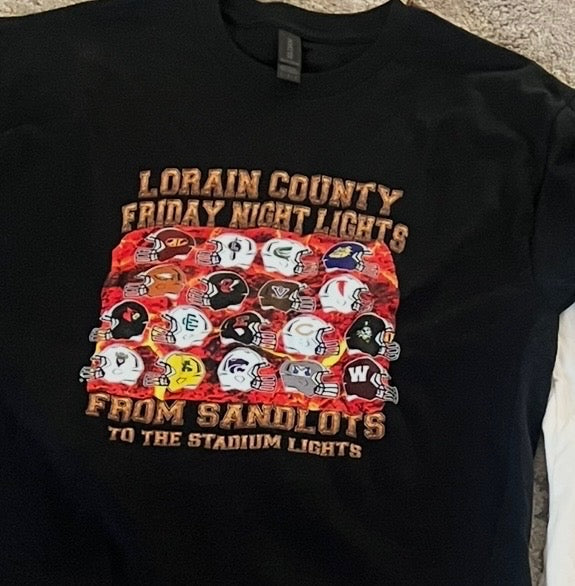 LORAIN COUNTY
FRIDAY NIGHT LIGHTS
W
FROM SANDLOTS
TO THE STADIUM LIGHTS